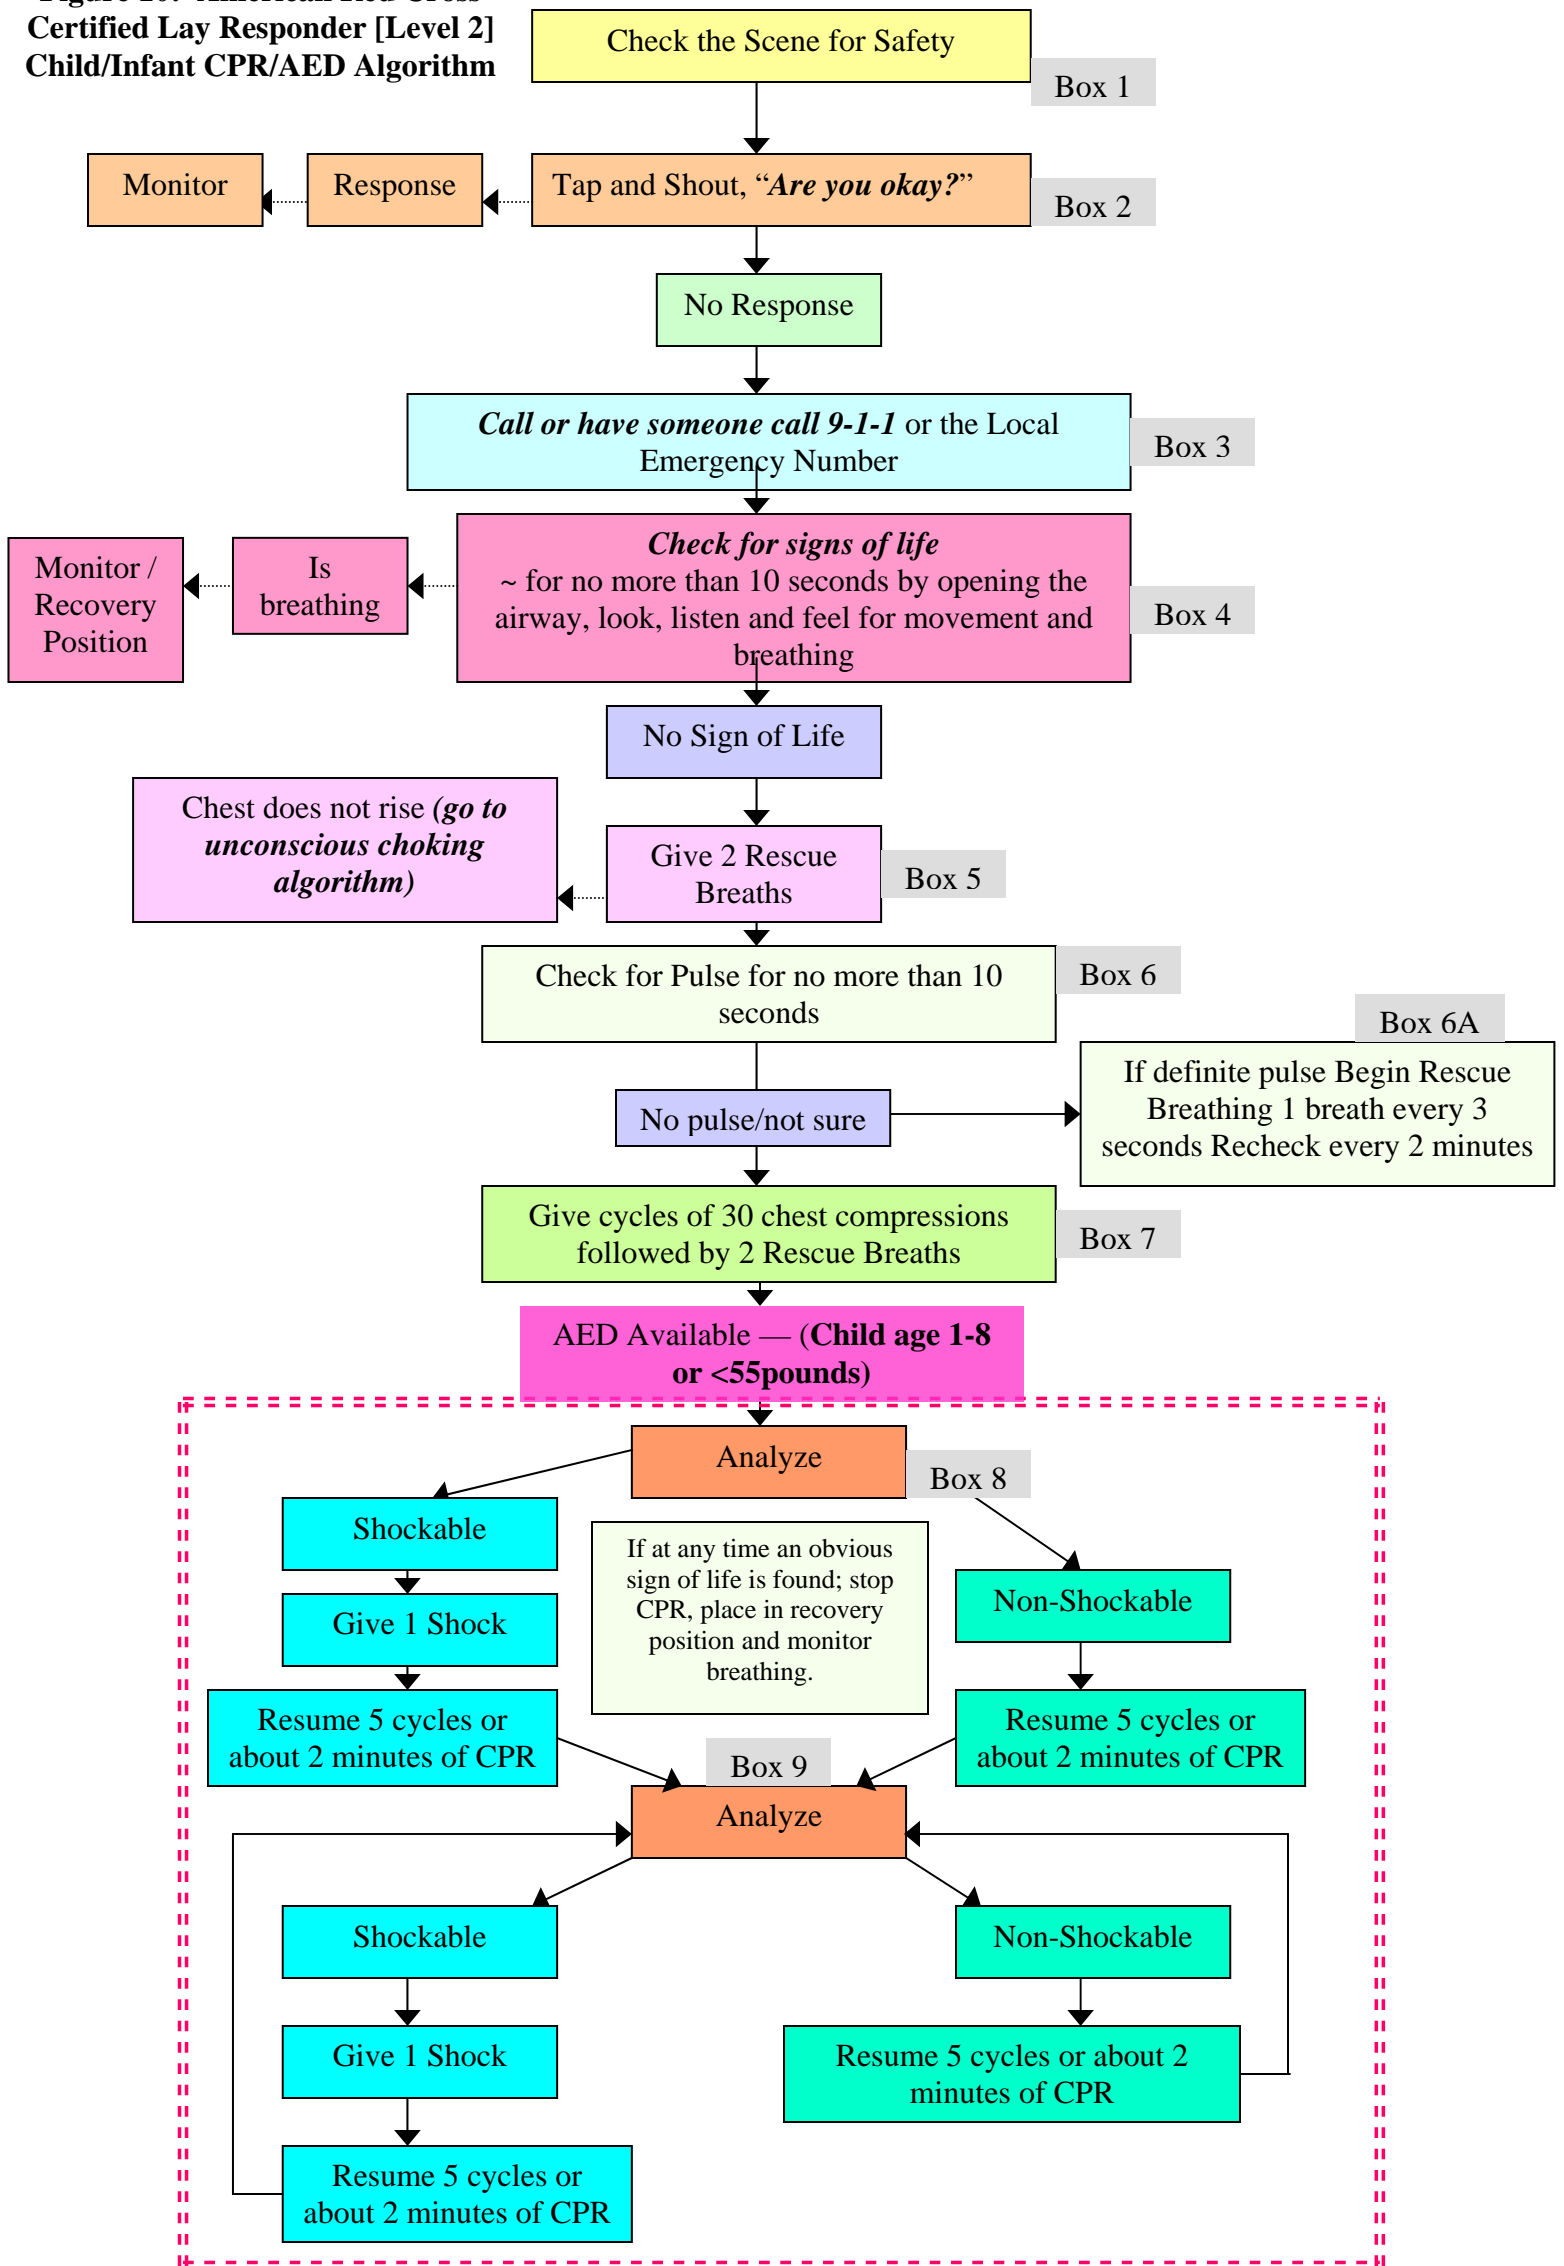 Certified Lay Responder [Level 2]
Child/Infant CPR/AED Algorithm
Check the Scene for Safety
Box 1
Monitor
Response
Tap and Shout, “Are you okay?”
Box 2
No Response
Call or have someone call 9-1-1 or the Local
Emergency Number
Box 3
Check for signs of life
~ for no more than 10 seconds by opening the
airway, look, listen and feel for movement and
breathing
Box 4
Is
breathing
Monitor /
Recovery
Position
No Sign of Life
Chest does not rise (go to
unconscious choking
algorithm)
Give 2 Rescue
Breaths
Box 5
Check for Pulse for no more than 10
seconds
Box 6
Box 6A
If definite pulse Begin Rescue
Breathing 1 breath every 3
seconds Recheck every 2 minutes
No pulse/not sure
Give cycles of 30 chest compressions
followed by 2 Rescue Breaths
Box 7
AED Available — (Child age 1-8
or <55pounds)
Analyze
Box 8
Shockable
Give 1 Shock
Resume 5 cycles or
about 2 minutes of CPR
If at any time an obvious
sign of life is found; stop
CPR, place in recovery
position and monitor
breathing.
Non-Shockable
Resume 5 cycles or
about 2 minutes of CPR
Box 9
Analyze
Shockable
Give 1 Shock
Resume 5 cycles or
about 2 minutes of CPR
Non-Shockable
Resume 5 cycles or about 2
minutes of CPR